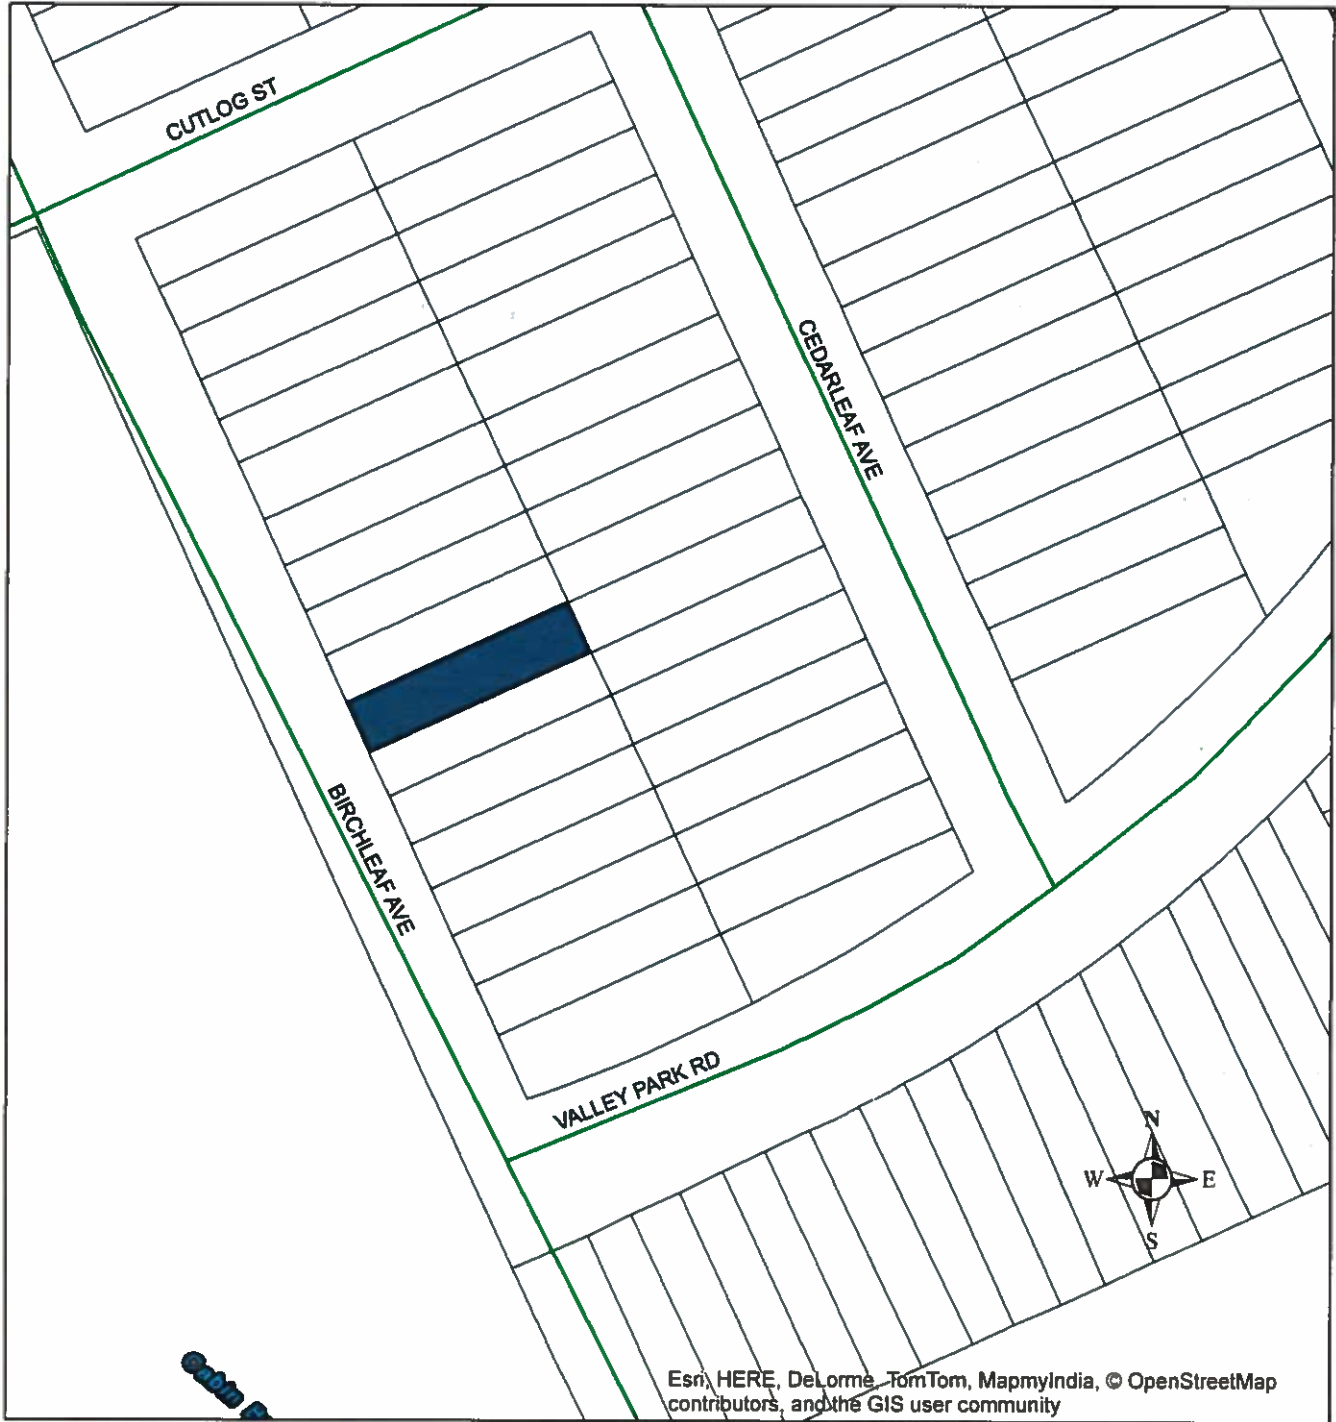 CUTLOG ST
CEDARLEAF AVE
BIRCHLEAF AVE
VALLEY PARK RD
N
W E
S
Cabin
Esri, HERE, DeLorme, TomTom, MapmyIndia, © OpenStreetMap
contributors, and the GIS user community